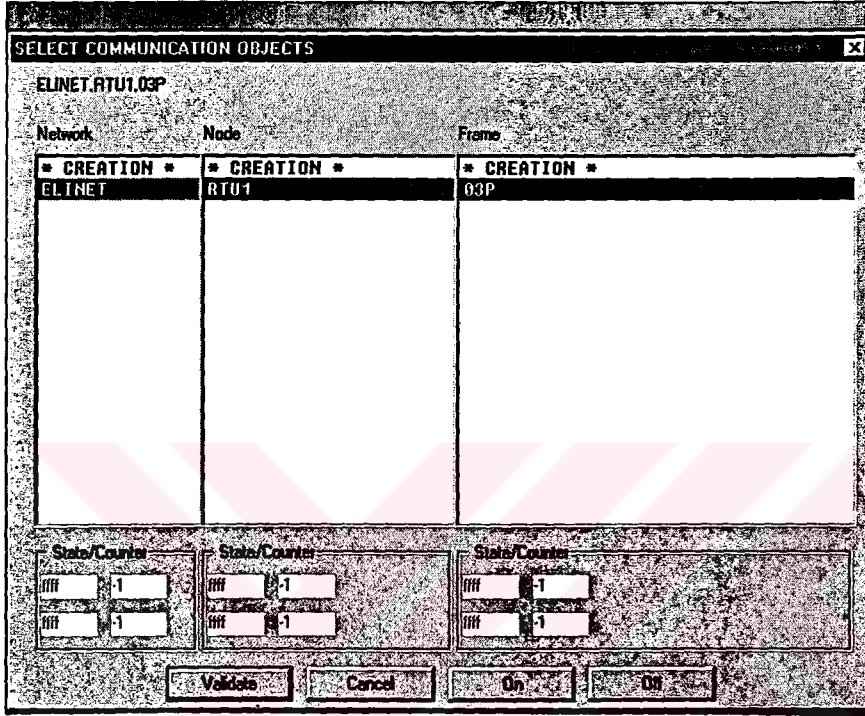 SELECT COMMUNICATION OBJECTS
ELINET.RTU1.03P
Network Node Frame
* CREATION * * CREATION * * CREATION *
ELINET RTU1 03P
State/Counter State/Counter State/Counter
ffff -1 ffff -1 ffff -1
ffff -1 ffff -1 ffff -1
Validate Cancel On Off